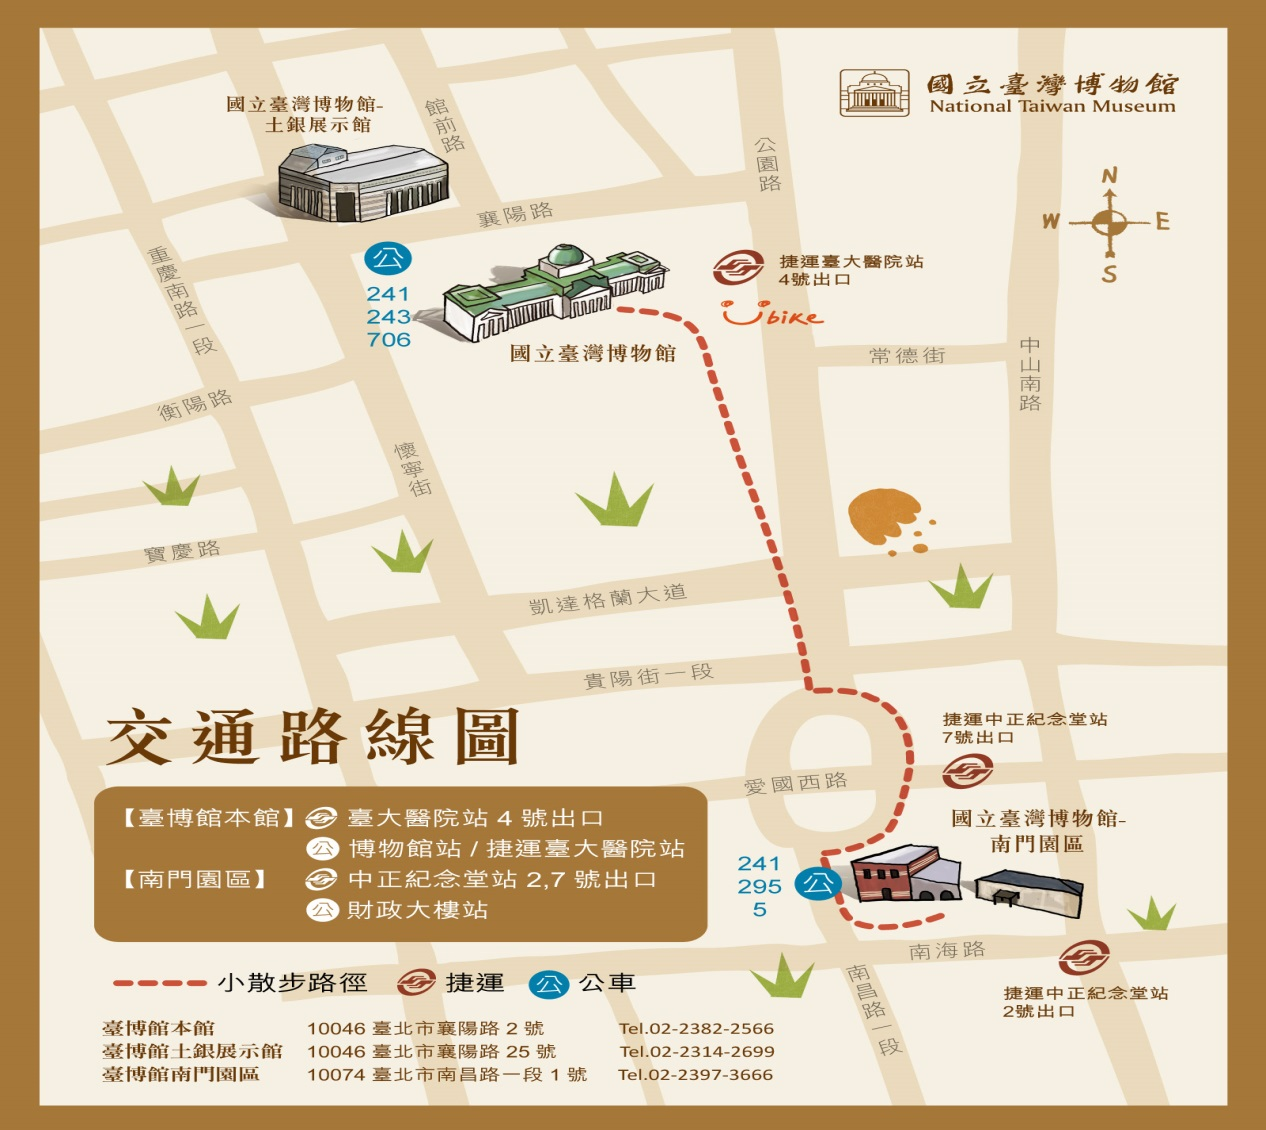 國立臺灣博物館
National Taiwan Museum
國立臺灣博物館-
土銀展示館
館前路
公園路
襄陽路
N
W
E
S
重慶南路一段
公
241
243
706
捷運臺大醫院站
4號出口
Ubike
國立臺灣博物館
常德街
中山南路
衡陽路
懷寧街
寶慶路
凱達格蘭大道
貴陽街一段
交通路線圖
捷運中正紀念堂站
7號出口
愛國西路
國立臺灣博物館-
南門園區
【臺博館本館】 臺大醫院站 4 號出口
公 博物館站 / 捷運臺大醫院站
【南門園區】 中正紀念堂站 2,7 號出口
公 財政大樓站
241
295
5
公
南海路
南昌路一段
捷運中正紀念堂站
2號出口
小散步路徑 捷運 公 公車
臺博館本館 10046 臺北市襄陽路 2 號 Tel.02-2382-2566
臺博館土銀展示館 10046 臺北市襄陽路 25 號 Tel.02-2314-2699
臺博館南門園區 10074 臺北市南昌路一段 1 號 Tel.02-2397-3666